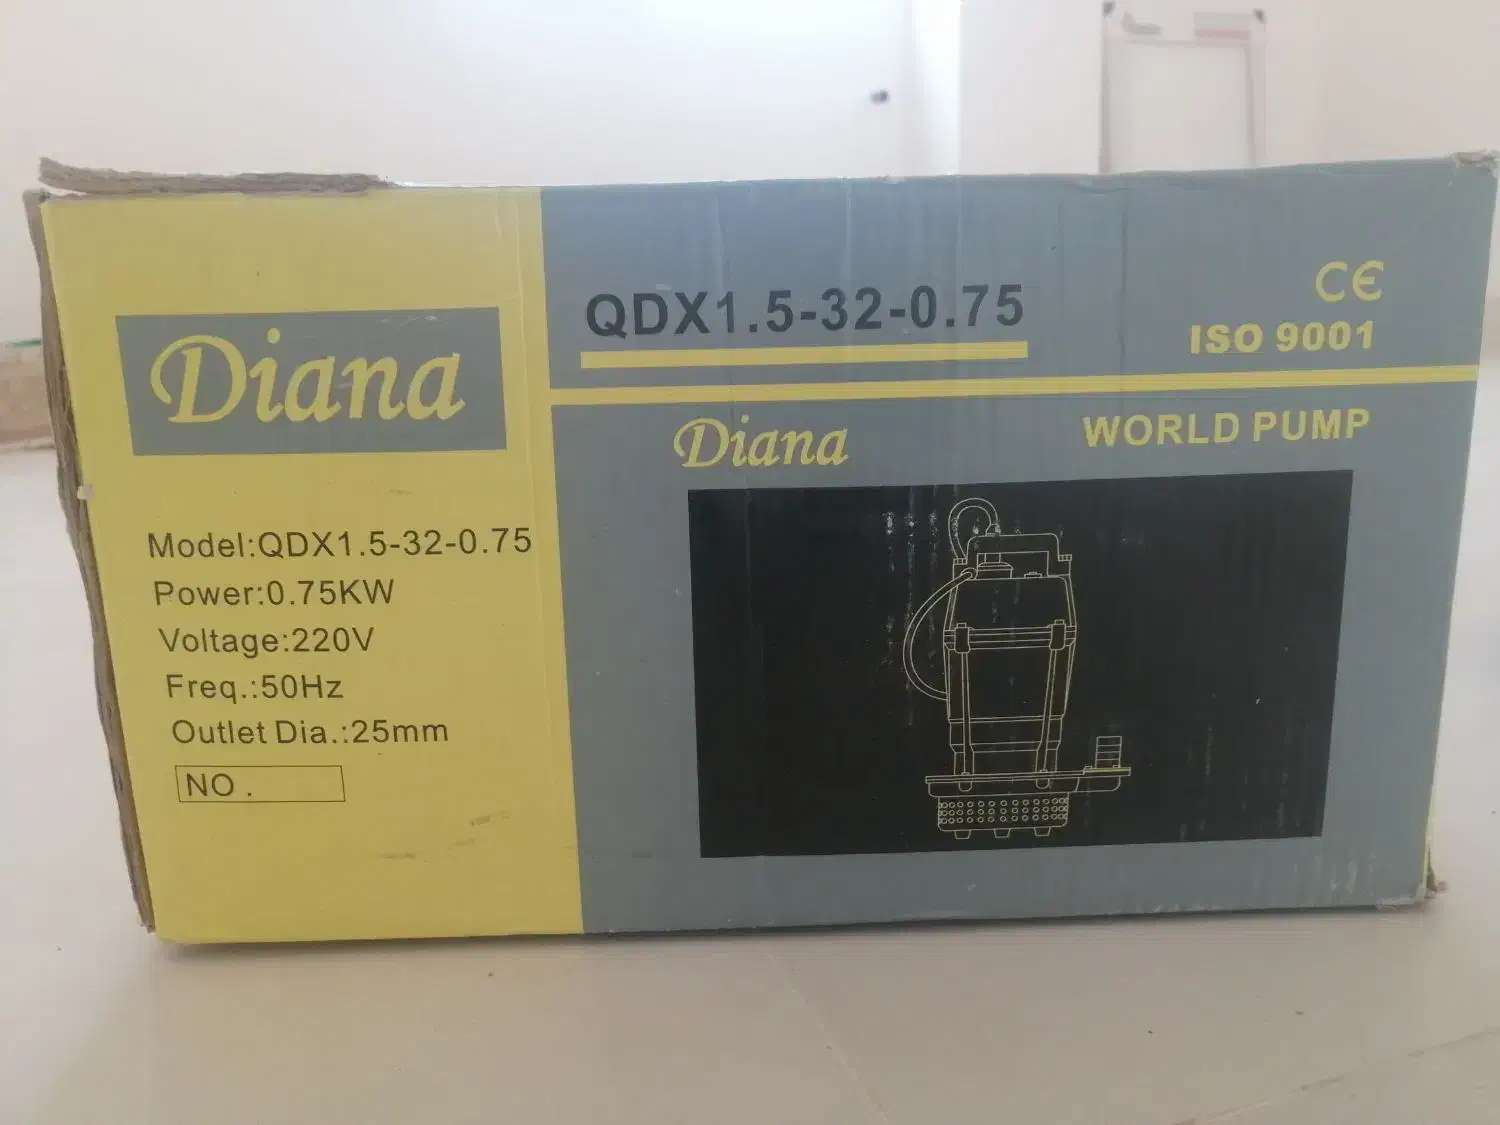 Diana
Model:QDX1.5-32-0.75
Power:0.75KW
Voltage:220V
Freq.:50Hz
Outlet Dia.:25mm
NO .
QDX1.5-32-0.75
CE
ISO 9001
Diana
WORLD PUMP